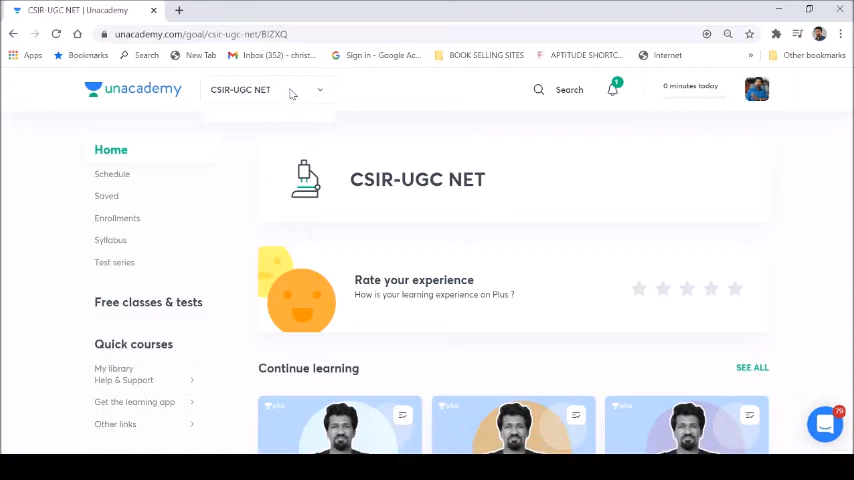 CSIR-UGC NET | Unacademy
unacademy.com/goal/csir-ugc-net/BIZXQ
Apps
Bookmarks
Search
New Tab
Inbox (352) - christ...
Sign in - Google Ac...
BOOK SELLING SITES
APTITUDE SHORTC...
Internet
»
Other bookmarks
unacademy
CSIR-UGC NET
Search
1
0 minutes today
Home
Schedule
Saved
Enrollments
Syllabus
Test series
Free classes & tests
Quick courses
My library
Help & Support
Get the learning app
Other links
CSIR-UGC NET
Rate your experience
How is your learning experience on Plus ?
Continue learning
SEE ALL
plus
plus
plus
79